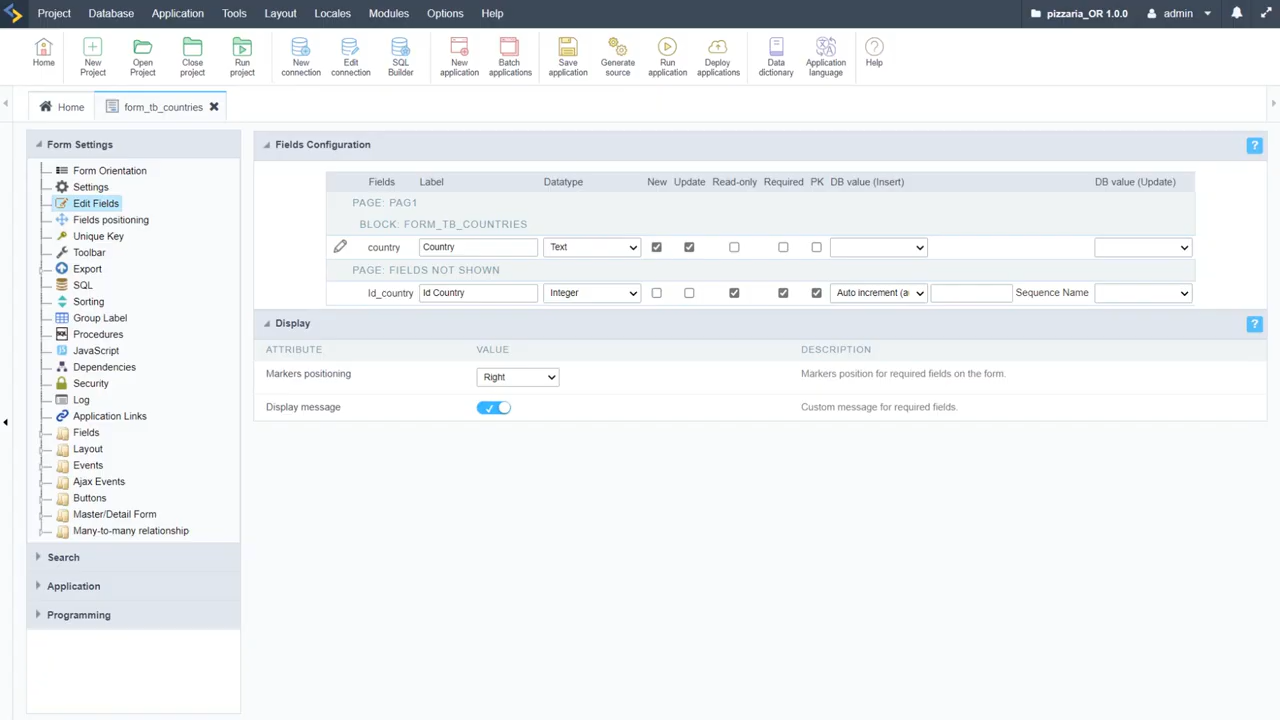 Project Database Application Tools Layout Locales Modules Options Help pizzaria_OR 1.0.0 admin
Home New Project Open Project Close project Run project New connection Edit connection SQL Builder New application Batch applications Save application Generate source Run application Deploy applications Data dictionary Application language Help
Home form_tb_countries
Form Settings
Form Orientation
Settings
Edit Fields
Fields positioning
Unique Key
Toolbar
Export
SQL
Sorting
Group Label
Procedures
JavaScript
Dependencies
Security
Log
Application Links
Fields
Layout
Events
Ajax Events
Buttons
Master/Detail Form
Many-to-many relationship
Search
Application
Programming
Fields Configuration ?
Fields Label Datatype New Update Read-only Required PK DB value (Insert) DB value (Update)
PAGE: PAG1
BLOCK: FORM_TB_COUNTRIES
country Country Text
PAGE: FIELDS NOT SHOWN
Id_country Id Country Integer Auto increment (a Sequence Name
Display ?
ATTRIBUTE VALUE DESCRIPTION
Markers positioning Right Markers position for required fields on the form.
Display message Custom message for required fields.